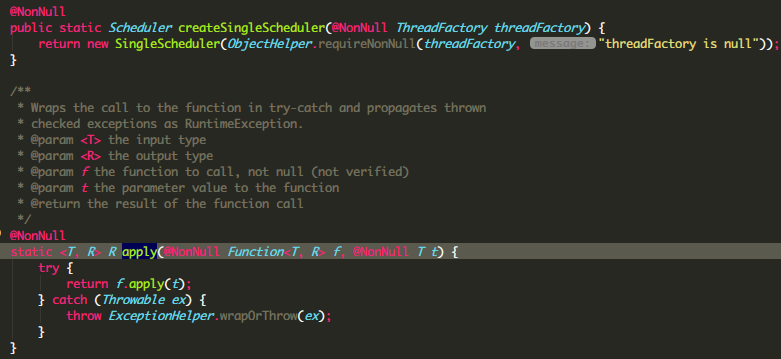 @NonNull
public static Scheduler createSingleScheduler(@NonNull ThreadFactory threadFactory) {
    return new SingleScheduler(ObjectHelper.requireNonNull(threadFactory, message: "threadFactory is null"));
}
/**
 * Wraps the call to the function in try-catch and propagates thrown
 * checked exceptions as RuntimeException.
 * @param <T> the input type
 * @param <R> the output type
 * @param f the function to call, not null (not verified)
 * @param t the parameter value to the function
 * @return the result of the function call
 */
@NonNull
static <T, R> R apply(@NonNull Function<T, R> f, @NonNull T t) {
    try {
        return f.apply(t);
    } catch (Throwable ex) {
        throw ExceptionHelper.wrapOrThrow(ex);
    }
}